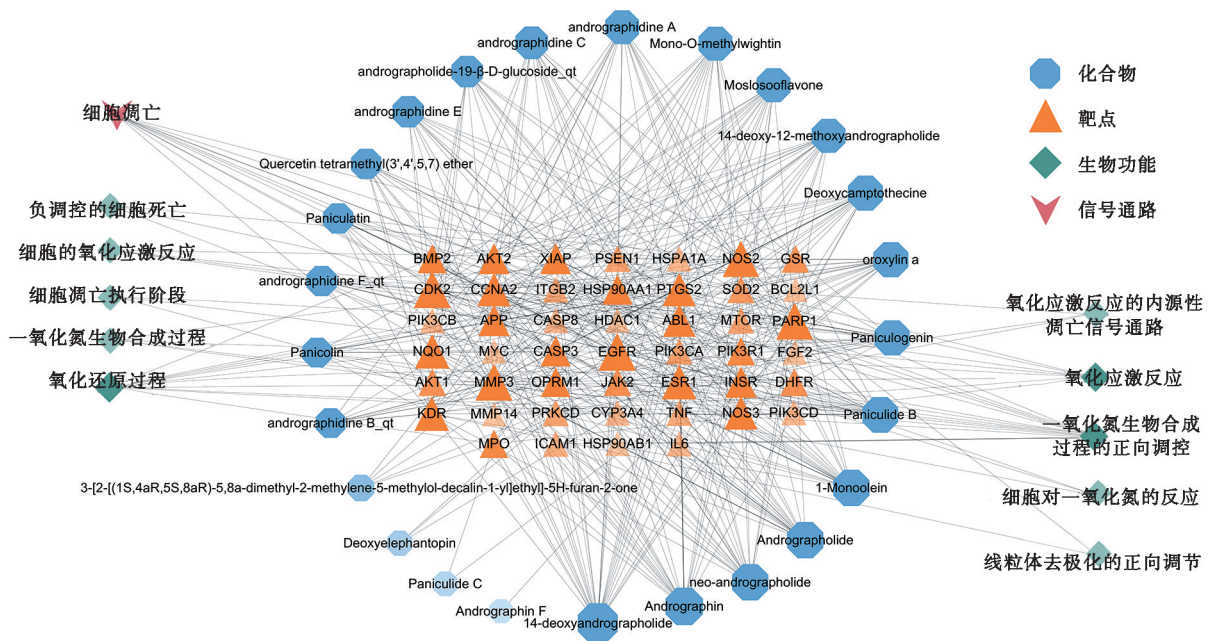 andrographidine A
andrographidine C
Mono-O-methylwightin
andrographolide-19-β-D-glucoside_qt
Moslosooflavone
andrographidine E
14-deoxy-12-methoxyandrographolide
Quercetin tetramethyl(3',4',5,7) ether
Deoxycamptothecine
Paniculatin
andrographidine F_qt
oroxylin a
Panicolin
Paniculogenin
andrographidine B_qt
Paniculide B
3-[2-[(1S,4aR,5S,8aR)-5,8a-dimethyl-2-methylene-5-methylol-decalin-1-yl]ethyl]-5H-furan-2-one
1-Monoolein
Deoxyelephantopin
Andrographolide
Paniculide C
neo-andrographolide
Andrographin F
Andrographin
14-deoxyandrographolide
化合物
靶点
生物功能
信号通路
细胞凋亡
负调控的细胞死亡
细胞的氧化应激反应
细胞凋亡执行阶段
一氧化氮生物合成过程
氧化还原过程
BMP2 AKT2 XIAP PSEN1 HSPA1A NOS2 GSR
CDK2 CCNA2 ITGB2 HSP90AA1 PTGS2 SOD2 BCL2L1
PIK3CB APP CASP8 HDAC1 ABL1 MTOR PARP1
NQO1 MYC CASP3 EGFR PIK3CA PIK3R1 FGF2
AKT1 MMP3 OPRM1 JAK2 ESR1 INSR DHFR
KDR MMP14 PRKCD CYP3A4 TNF NOS3 PIK3CD
MPO ICAM1 HSP90AB1 IL6
氧化应激反应的内源性
凋亡信号通路
氧化应激反应
一氧化氮生物合成
过程的正向调控
细胞对一氧化氮的反应
线粒体去极化的正向调节